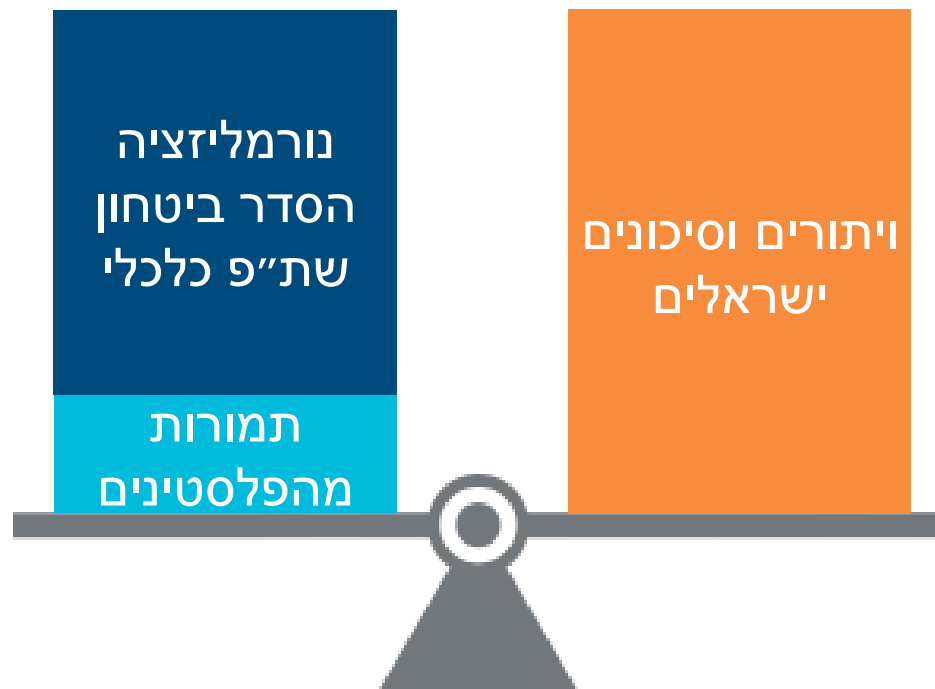 נורמליזציה
הסדר ביטחון
שת״פ כלכלי
תמורות
מהפלסטינים
ויתורים וסיכונים
ישראלים